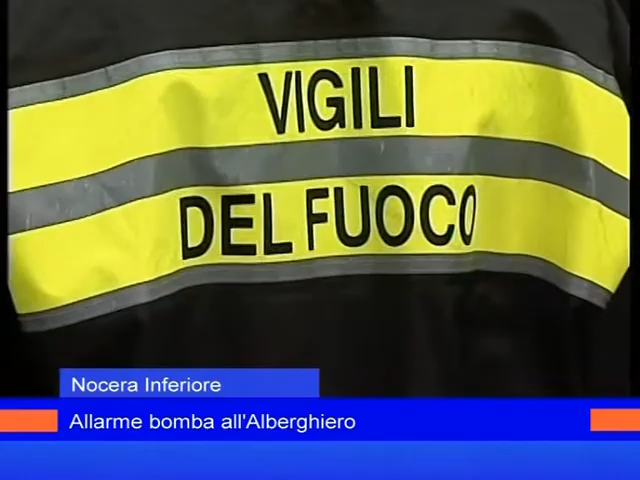 VIGILI
DEL FUOCO
Nocera Inferiore
Allarme bomba all'Alberghiero